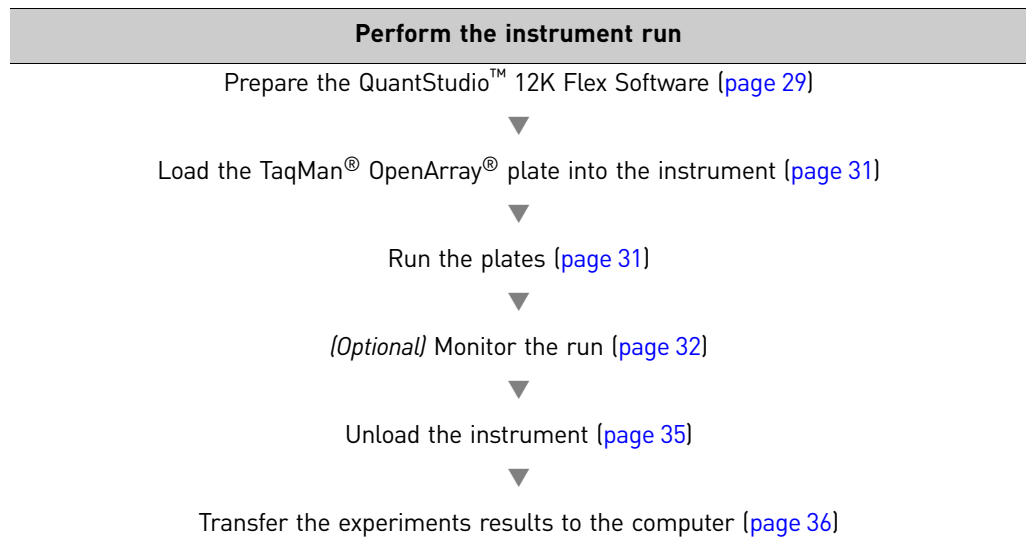 Perform the instrument run
Prepare the QuantStudio™ 12K Flex Software (page 29)
Load the TaqMan® OpenArray® plate into the instrument (page 31)
Run the plates (page 31)
(Optional) Monitor the run (page 32)
Unload the instrument (page 35)
Transfer the experiments results to the computer (page 36)